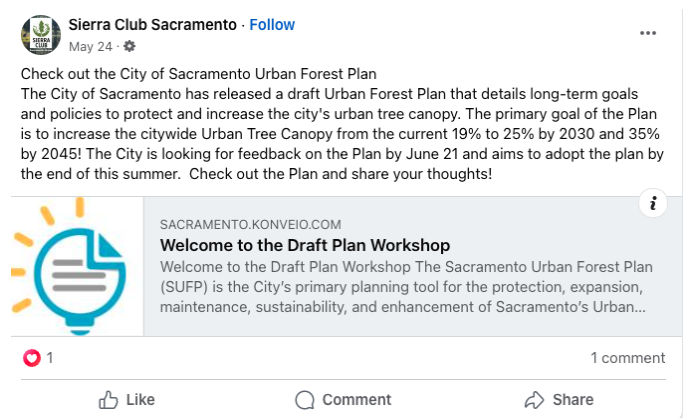 Sierra Club Sacramento · Follow
May 24 ·
SIERRA
CLUB
Check out the City of Sacramento Urban Forest Plan
The City of Sacramento has released a draft Urban Forest Plan that details long-term goals
and policies to protect and increase the city's urban tree canopy. The primary goal of the Plan
is to increase the citywide Urban Tree Canopy from the current 19% to 25% by 2030 and 35%
by 2045! The City is looking for feedback on the Plan by June 21 and aims to adopt the plan by
the end of this summer.  Check out the Plan and share your thoughts!
i
SACRAMENTO.KONVEIO.COM
Welcome to the Draft Plan Workshop
Welcome to the Draft Plan Workshop The Sacramento Urban Forest Plan
(SUFP) is the City's primary planning tool for the protection, expansion,
maintenance, sustainability, and enhancement of Sacramento's Urban...
1 1 comment
Like Comment Share